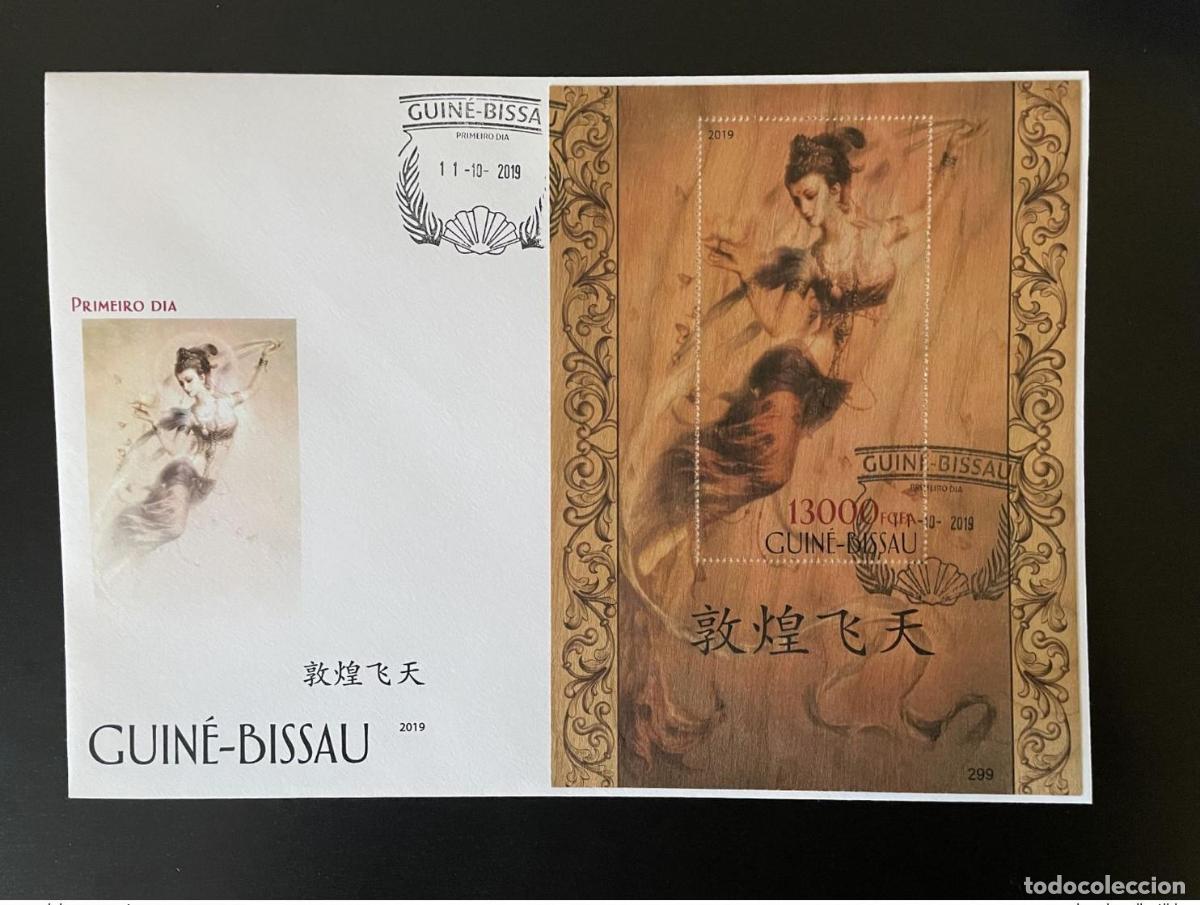 GUINÉ-BISSA
PRIMEIRO DIA
11-10-2019
PRIMEIRO DIA
敦煌飞天
GUINÉ-BISSAU 2019
2019
13000 FCFA
GUINÉ-BISSAU
GUINÉ-BISSAU
PRIMEIRO DIA
-10- 2019
敦煌飞天
299
todocoleccion